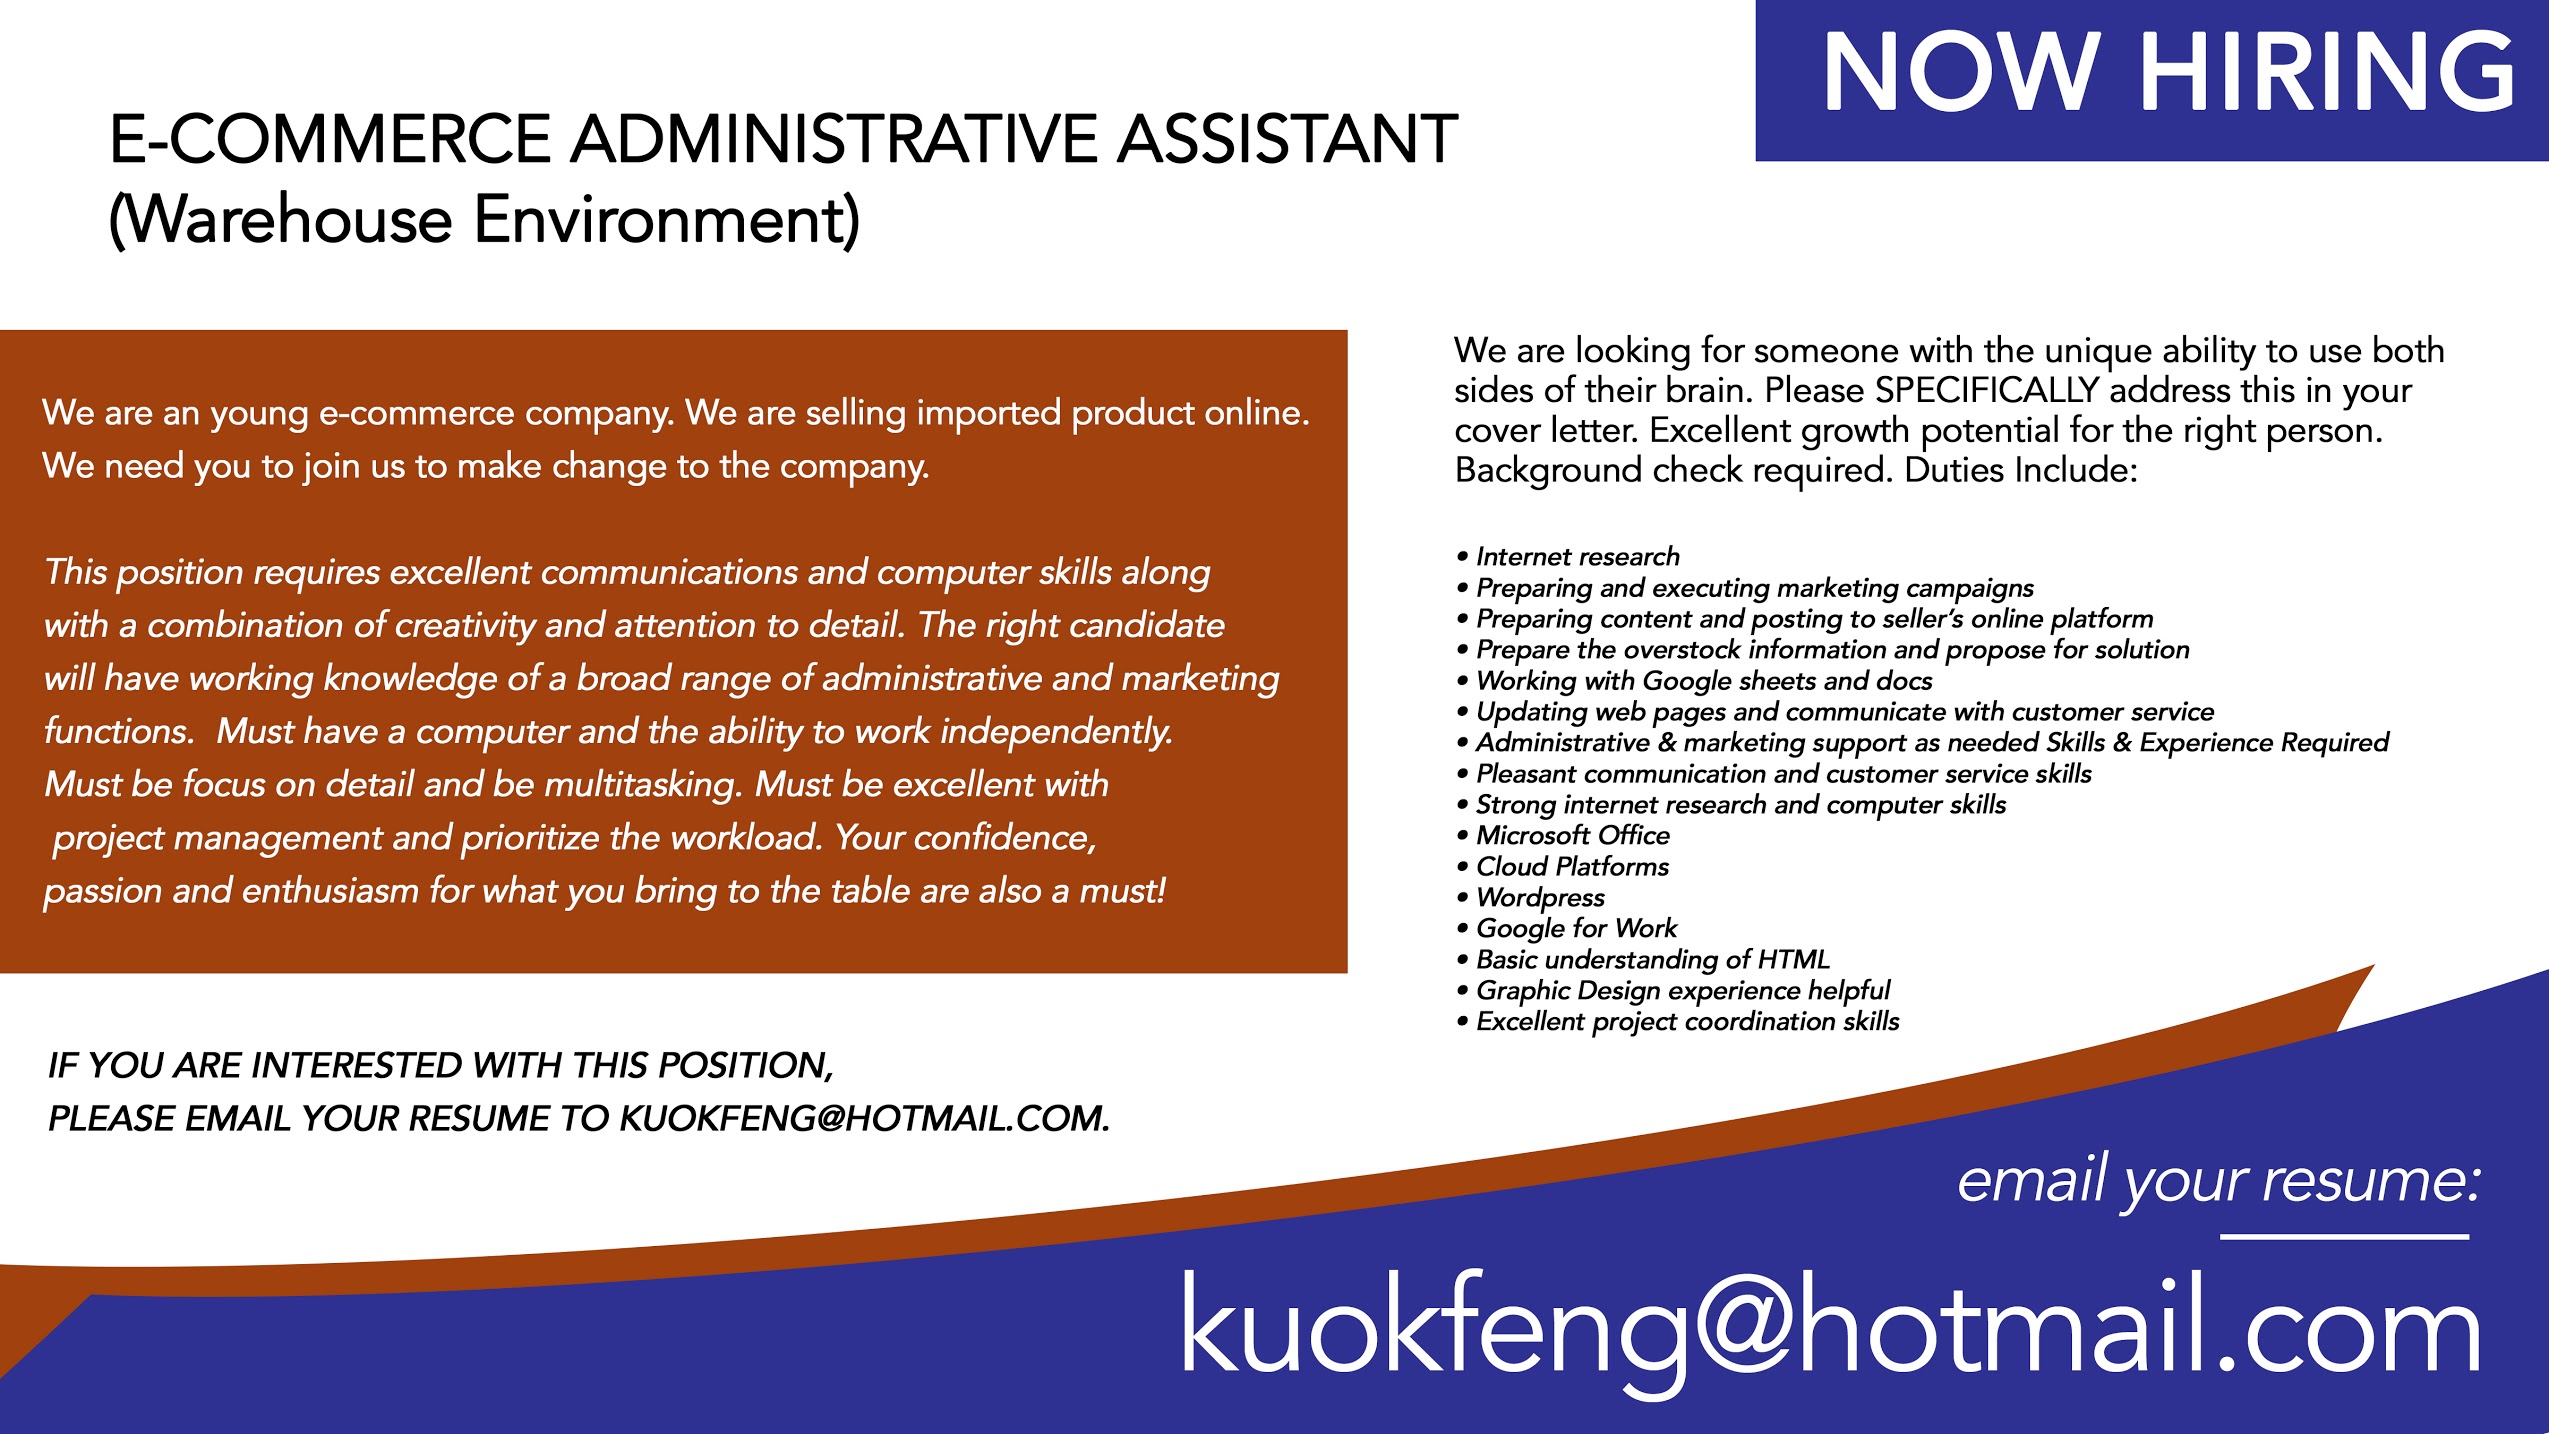 NOW HIRING
E-COMMERCE ADMINISTRATIVE ASSISTANT
(Warehouse Environment)
We are an young e-commerce company. We are selling imported product online.
We need you to join us to make change to the company.
This position requires excellent communications and computer skills along
with a combination of creativity and attention to detail. The right candidate
will have working knowledge of a broad range of administrative and marketing
functions.  Must have a computer and the ability to work independently.
Must be focus on detail and be multitasking. Must be excellent with
project management and prioritize the workload. Your confidence,
passion and enthusiasm for what you bring to the table are also a must!
IF YOU ARE INTERESTED WITH THIS POSITION,
PLEASE EMAIL YOUR RESUME TO KUOKFENG@HOTMAIL.COM.
We are looking for someone with the unique ability to use both
sides of their brain. Please SPECIFICALLY address this in your
cover letter. Excellent growth potential for the right person.
Background check required. Duties Include:
• Internet research
• Preparing and executing marketing campaigns
• Preparing content and posting to seller’s online platform
• Prepare the overstock information and propose for solution
• Working with Google sheets and docs
• Updating web pages and communicate with customer service
• Administrative & marketing support as needed Skills & Experience Required
• Pleasant communication and customer service skills
• Strong internet research and computer skills
• Microsoft Office
• Cloud Platforms
• Wordpress
• Google for Work
• Basic understanding of HTML
• Graphic Design experience helpful
• Excellent project coordination skills
email your resume:
kuokfeng@hotmail.com